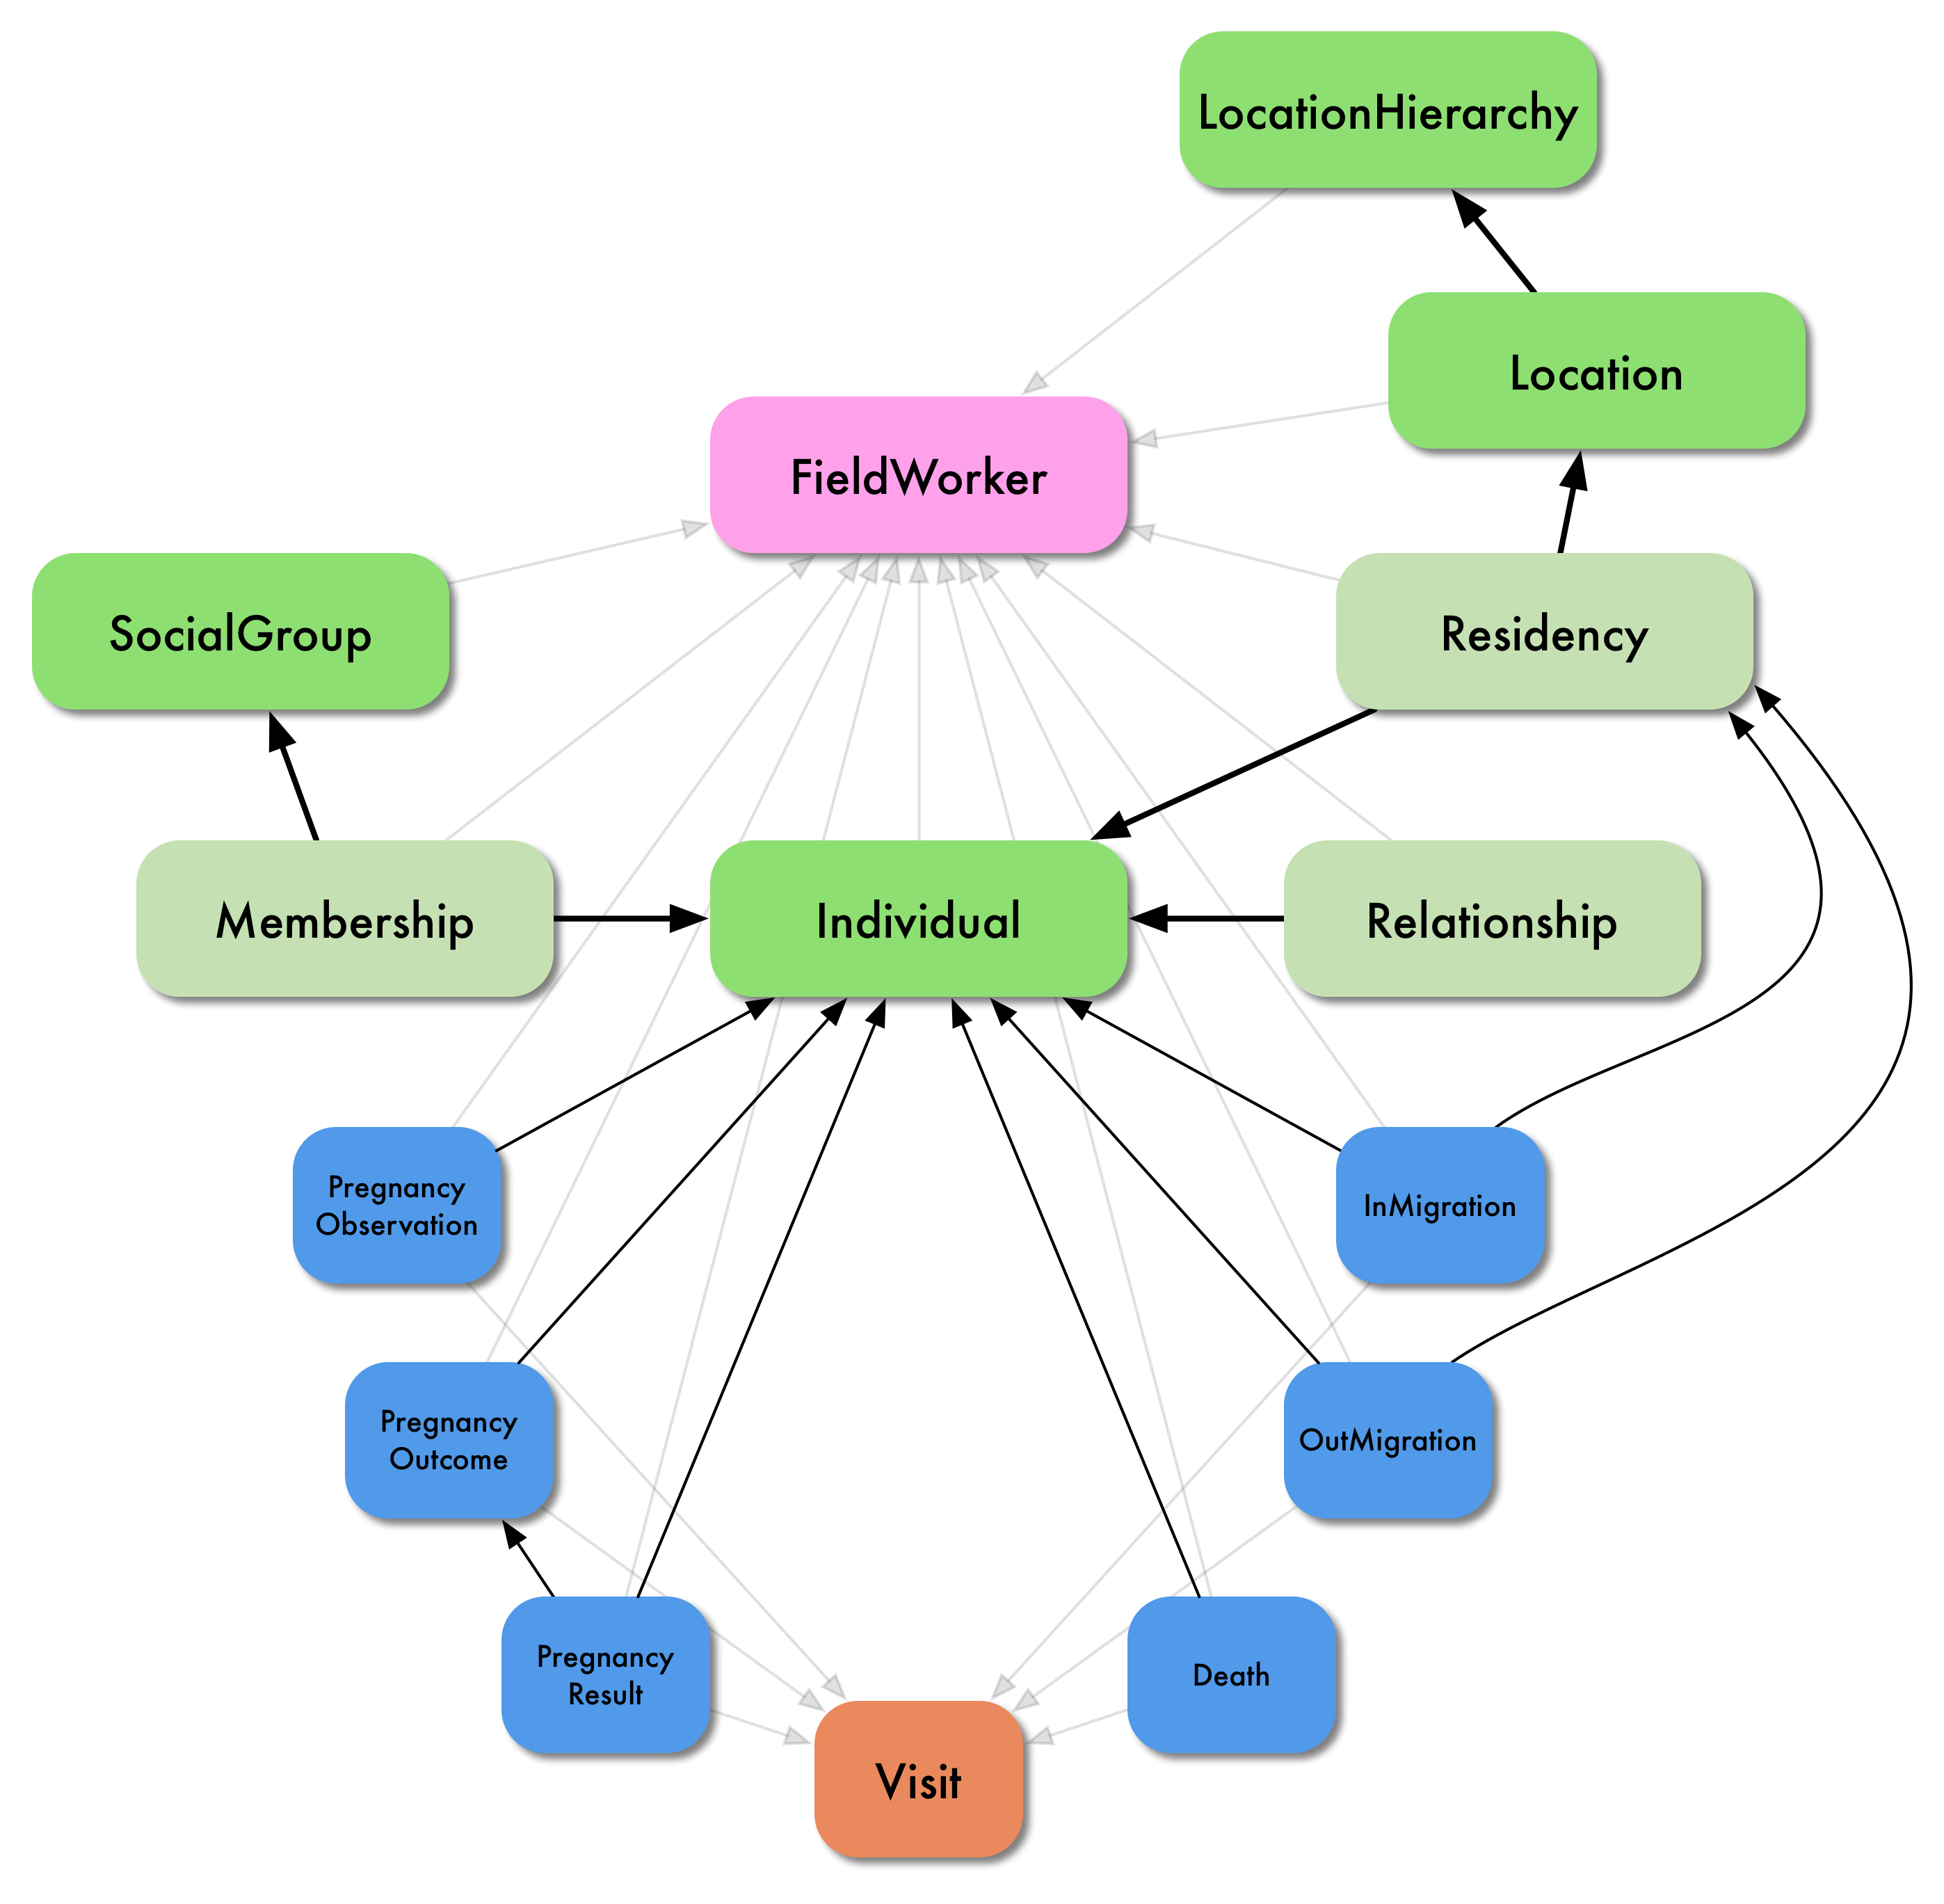 LocationHierarchy
Location
FieldWorker
SocialGroup
Residency
Membership
Individual
Relationship
Pregnancy
Observation
InMigration
Pregnancy
Outcome
OutMigration
Pregnancy
Result
Death
Visit